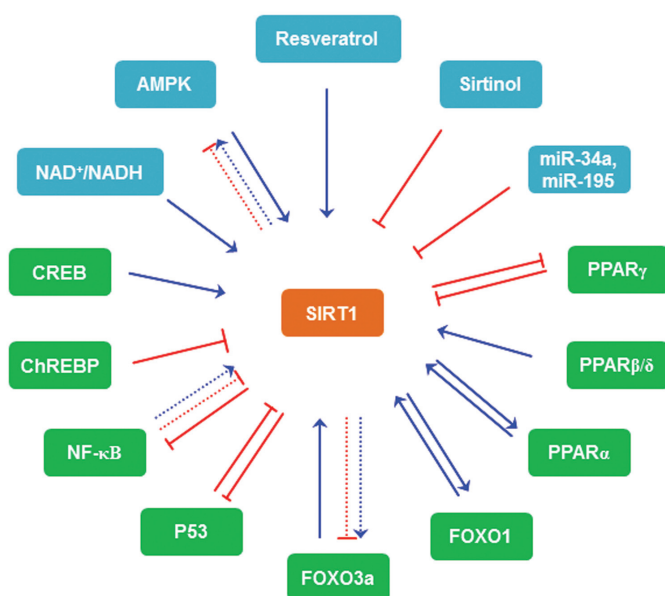 Resveratrol
AMPK
Sirtinol
NAD⁺/NADH
miR-34a,
miR-195
CREB
PPARγ
SIRT1
ChREBP
PPARβ/δ
NF-κB
PPARα
P53
FOXO1
FOXO3a